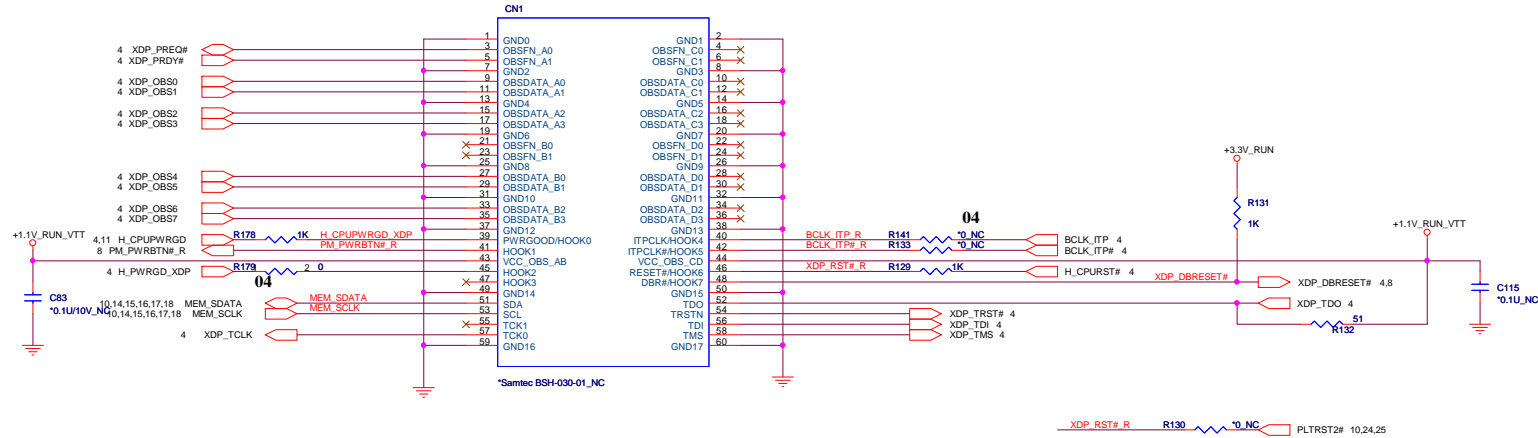 CN1
4 XDP_PREQ# 3 OBSFN_A0
4 XDP_PRDY# 5 OBSFN_A1
1 GND0
7 GND2
4 XDP_OBS0 9 OBSDATA_A0
4 XDP_OBS1 11 OBSDATA_A1
13 GND4
4 XDP_OBS2 15 OBSDATA_A2
4 XDP_OBS3 17 OBSDATA_A3
19 GND6
21 OBSFN_B0
23 OBSFN_B1
25 GND8
4 XDP_OBS4 27 OBSDATA_B0
4 XDP_OBS5 29 OBSDATA_B1
31 GND10
4 XDP_OBS6 33 OBSDATA_B2
4 XDP_OBS7 35 OBSDATA_B3
37 GND12
+1.1V_RUN_VTT
4,11 H_CPUPWRGD R178 1K H_CPUPWRGD_XDP 39 PWRGOOD/HOOK0
8 PM_PWRBTN#_R PM_PWRBTN#_R 41 HOOK1
43 VCC_OBS_AB
4 H_PWRGD_XDP R179 2 0 45 HOOK2
04
47 HOOK3
49 GND14
C83
*0.1U/10V_NC
10,14,15,16,17,18 MEM_SDATA MEM_SDATA 51 SDA
10,14,15,16,17,18 MEM_SCLK MEM_SCLK 53 SCL
55 TCK1
4 XDP_TCLK 57 TCK0
59 GND16
GND1 2
OBSFN_C0 4
OBSFN_C1 6
GND3 8
OBSDATA_C0 10
OBSDATA_C1 12
GND5 14
OBSDATA_C2 16
OBSDATA_C3 18
GND7 20
OBSFN_D0 22
OBSFN_D1 24
GND9 26
OBSDATA_D0 28
OBSDATA_D1 30
GND11 32
OBSDATA_D2 34
OBSDATA_D3 36
GND13 38
04
ITPCLK/HOOK4 40 BCLK_ITP_R R141 *0_NC BCLK_ITP 4
ITPCLK#/HOOK5 42 BCLK_ITP#_R R133 *0_NC BCLK_ITP# 4
VCC_OBS_CD 44
RESET#/HOOK6 46 XDP_RST#_R R129 1K H_CPURST# 4
DBR#/HOOK7 48 XDP_DBRESET# XDP_DBRESET# 4,8
GND15 50
TDO 52 XDP_TDO 4
TRSTN 54 XDP_TRST# 4
TDI 56 XDP_TDI 4
TMS 58 XDP_TMS 4
GND17 60
+3.3V_RUN
R131
1K
+1.1V_RUN_VTT
C115
*0.1U_NC
51
R132
*Samtec BSH-030-01_NC
XDP_RST#_R R130 *0_NC PLTRST2# 10,24,25